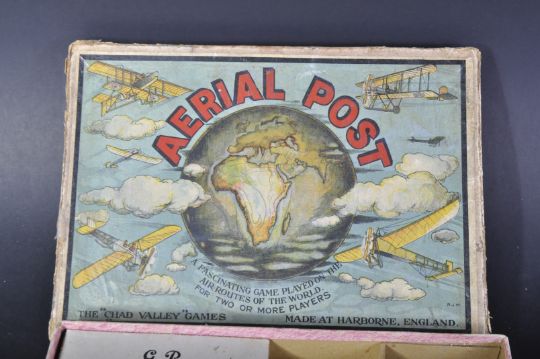 AERIAL POST
A FASCINATING GAME PLAYED ON THE
AIR ROUTES OF THE WORLD.
FOR TWO OR MORE PLAYERS
THE "CHAD VALLEY" GAMES
MADE AT HARBORNE, ENGLAND.